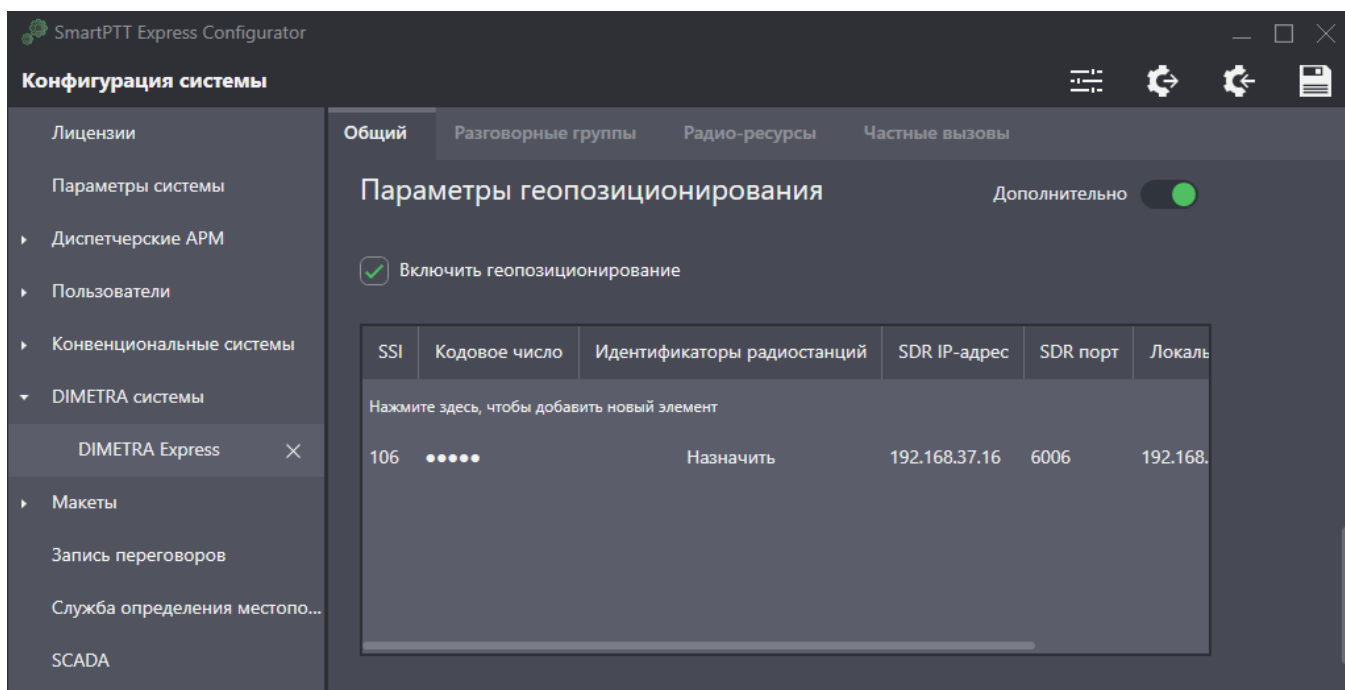 SmartPTT Express Configurator
Конфигурация системы
Лицензии
Параметры системы
Диспетчерские АРМ
Пользователи
Конвенциональные системы
DIMETRA системы
DIMETRA Express
Макеты
Запись переговоров
Служба определения местопо...
SCADA
Общий Разговорные группы Радио-ресурсы Частные вызовы
Параметры геопозиционирования Дополнительно
Включить геопозиционирование
SSI Кодовое число Идентификаторы радиостанций SDR IP-адрес SDR порт Локаль
Нажмите здесь, чтобы добавить новый элемент
106 ●●●●● Назначить 192.168.37.16 6006 192.168.